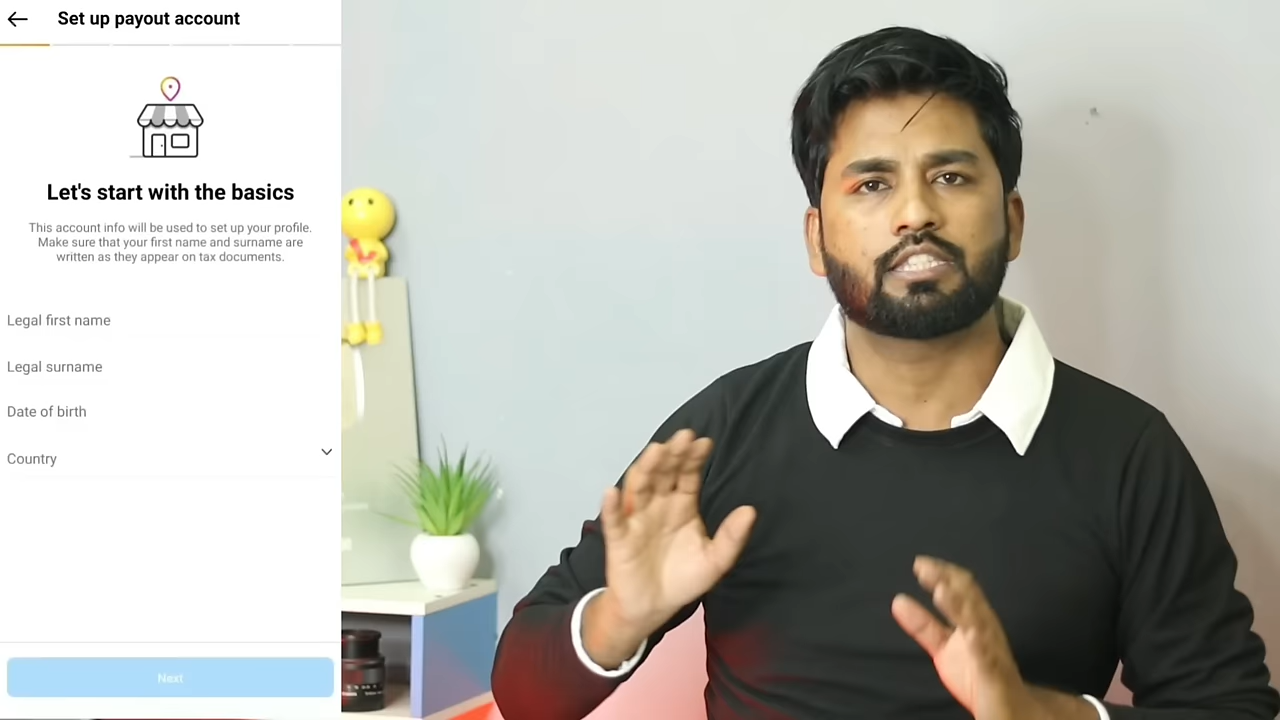 Set up payout account
Let's start with the basics
This account info will be used to set up your profile.
Make sure that your first name and surname are
written as they appear on tax documents.
Legal first name
Legal surname
Date of birth
Country
Next